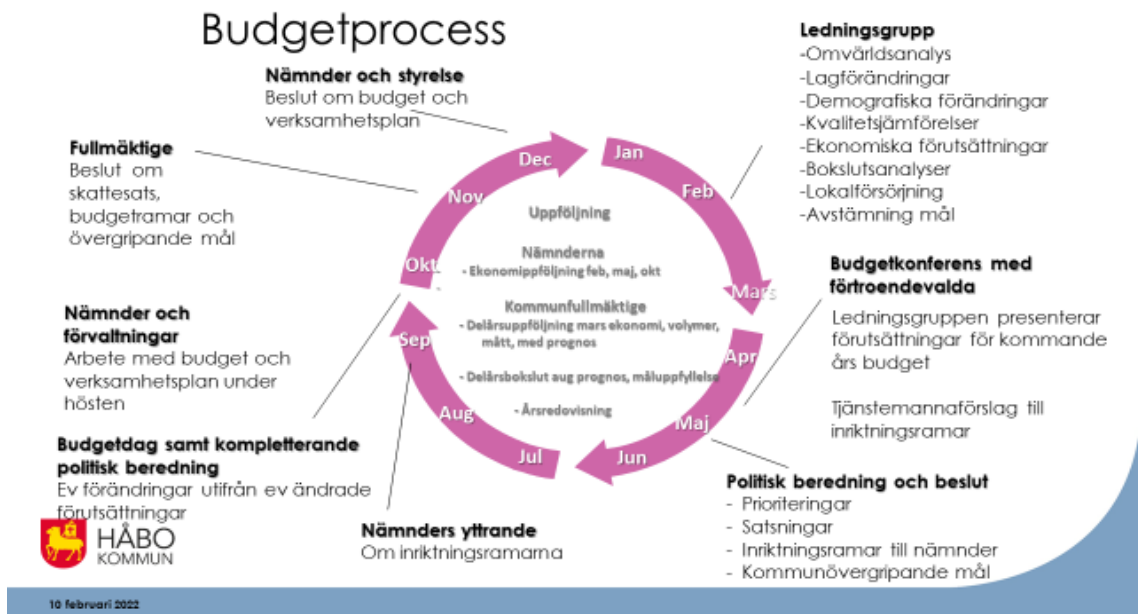 Budgetprocess
Nämnder och styrelse
Beslut om budget och
verksamhetsplan
Fullmäktige
Beslut om
skattesats,
budgetramar och
övergripande mål
Nämnder och
förvaltningar
Arbete med budget och
verksamhetsplan under
hösten
Budgetdag samt kompletterande
politisk beredning
Ev förändringar utifrån ev ändrade
förutsättningar
Nämnders yttrande
Om inriktningsramarna
Ledningsgrupp
-Omvärldsanalys
-Lagförändringar
-Demografiska förändringar
-Kvalitetsjämförelser
-Ekonomiska förutsättningar
-Bokslutsanalyser
-Lokalförsörjning
-Avstämning mål
Budgetkonferens med
förtroendevalda
Ledningsgruppen presenterar
förutsättningar för kommande
års budget
Tjänstemannaförslag till
inriktningsramar
Politisk beredning och beslut
- Prioriteringar
- Satsningar
- Inriktningsramar till nämnder
- Kommunövergripande mål
Jan
Feb
Mars
Apr
Maj
Jun
Jul
Aug
Sep
Okt
Nov
Dec
Uppföljning
Nämnderna
- Ekonomippföljning feb, maj, okt
Kommunfullmäktige
- Delårsuppföljning mars ekonomi, volymer,
mått, med prognos
- Delårsbokslut aug prognos, måluppfyllelse
- Årsredovisning
HÅBO
KOMMUN
10 februari 2022